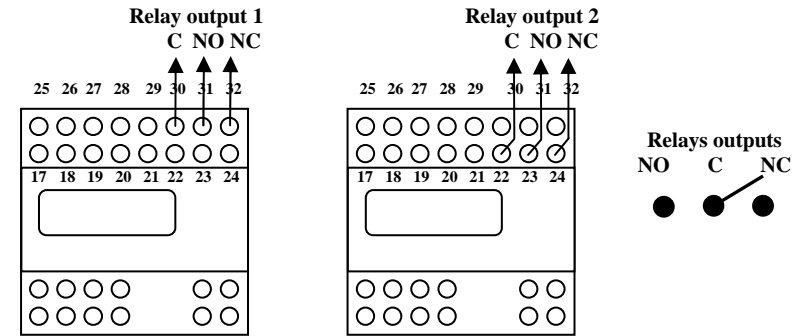 Relay output 1
C NO NC
25 26 27 28 29 30 31 32
17 18 19 20 21 22 23 24
Relay output 2
C NO NC
25 26 27 28 29 30 31 32
17 18 19 20 21 22 23 24
Relays outputs
NO C NC